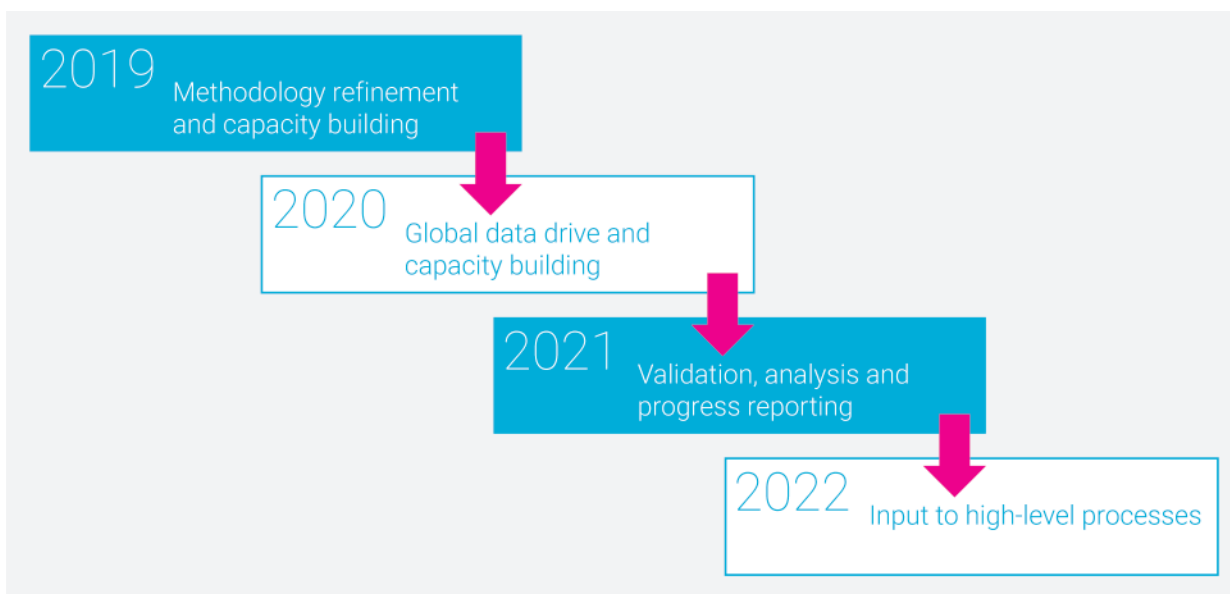 2019
Methodology refinement
and capacity building
2020
Global data drive and
capacity building
2021
Validation, analysis and
progress reporting
2022
Input to high-level processes